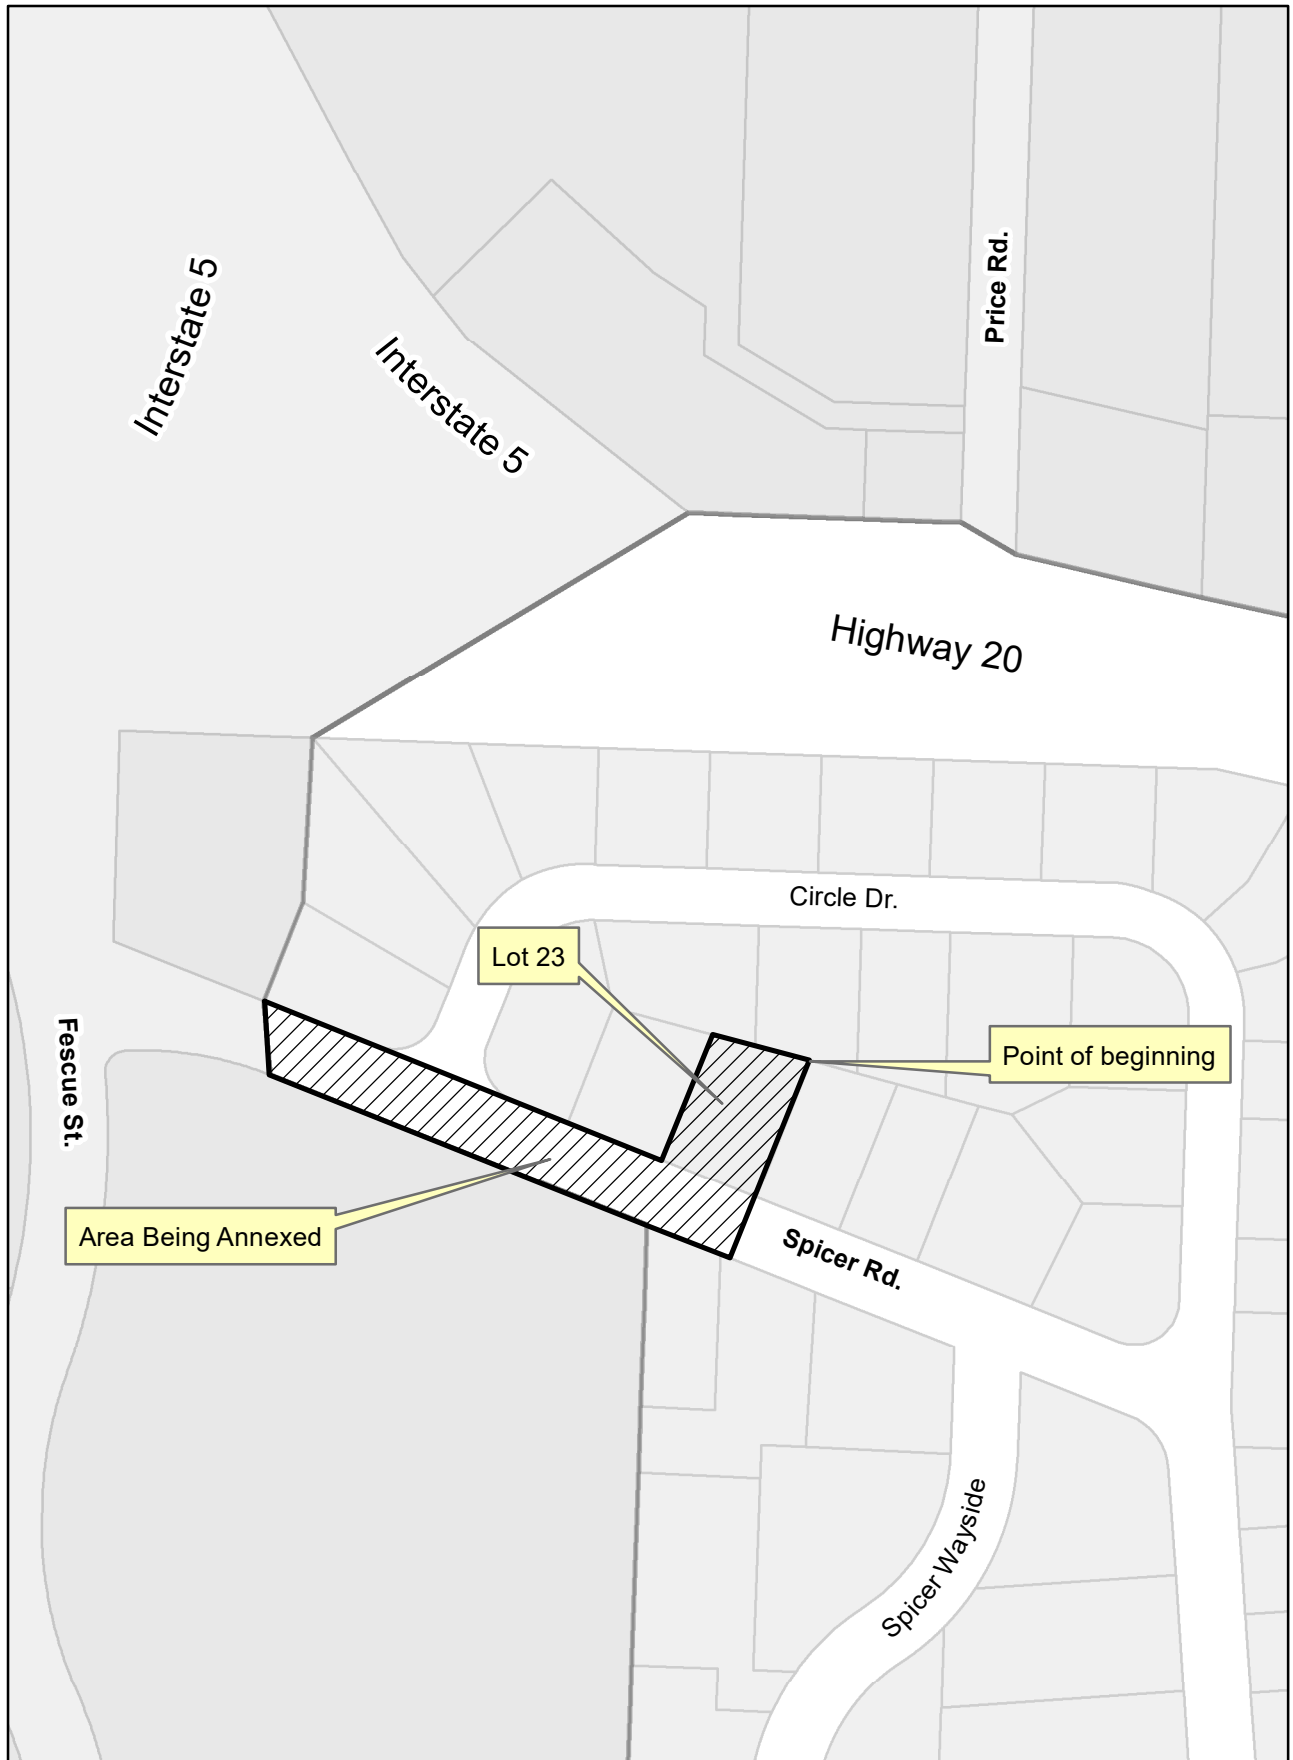 Price Rd.
Interstate 5
Interstate 5
Highway 20
Circle Dr.
Lot 23
Point of beginning
Fescue St.
Area Being Annexed
Spicer Rd.
Spicer Wayside